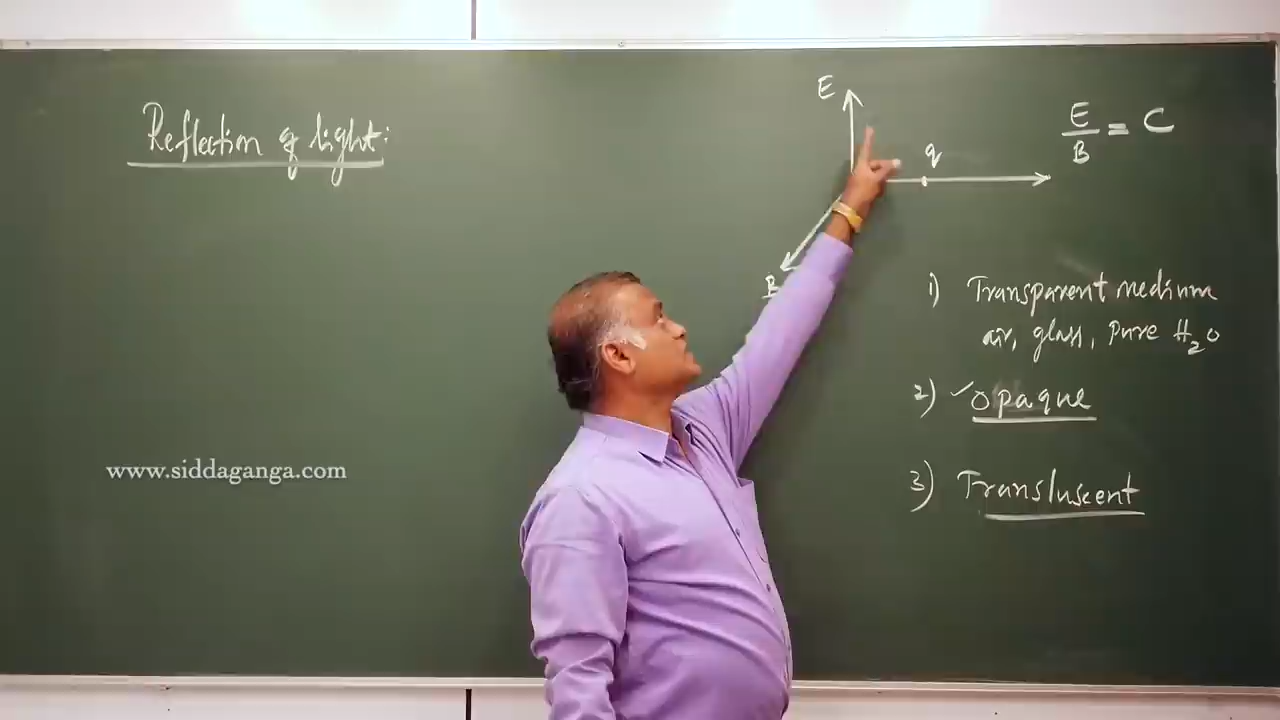 Reflection of light:
E
q
B
E/B = C
1) Transparent medium
air, glass, Pure H₂O
2) ✓Opaque
3) Transluscent
www.siddaganga.com